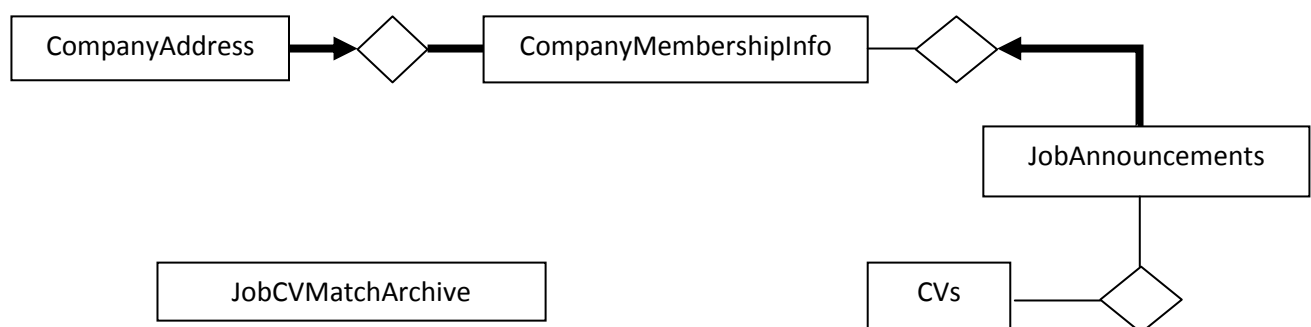 CompanyAddress
CompanyMembershipInfo
JobAnnouncements
JobCVMatchArchive
CVs